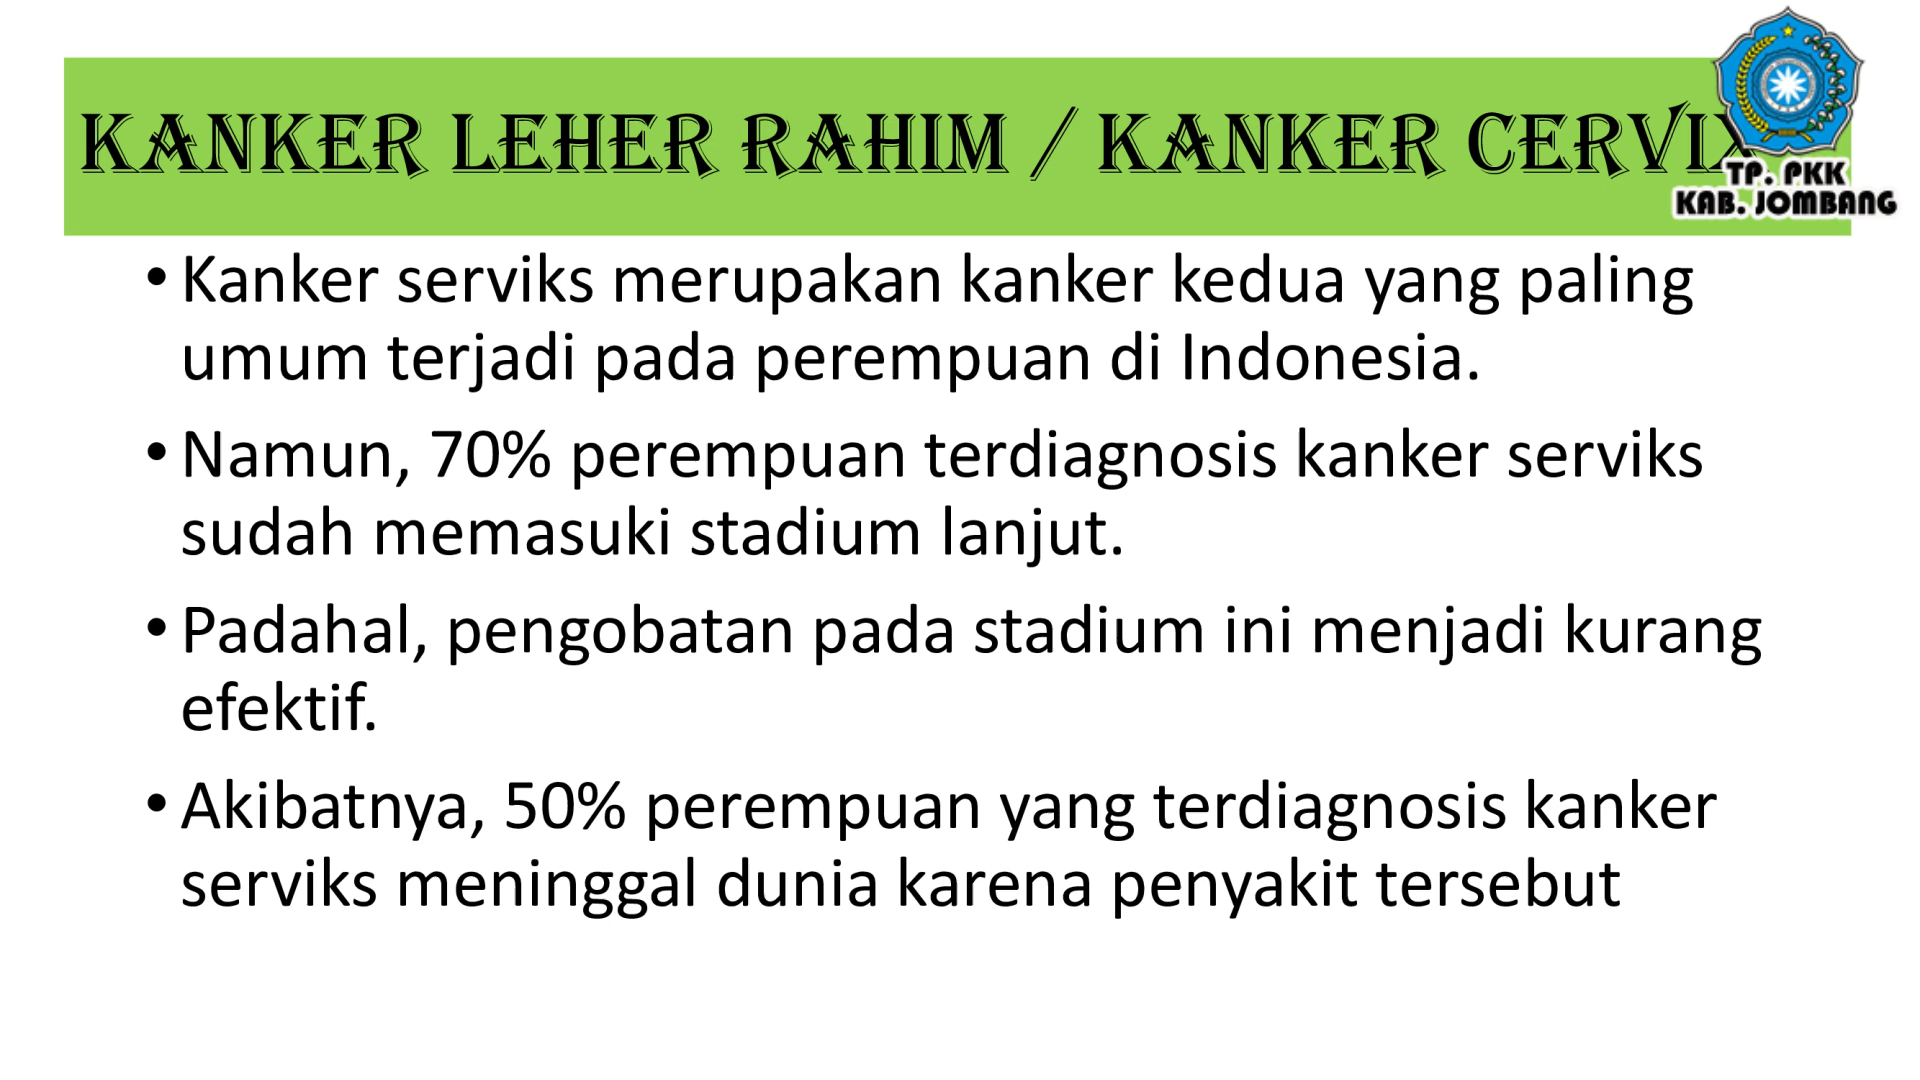 KANKER LEHER RAHIM / KANKER CERVIX
TP. PKK
KAB. JOMBANG
• Kanker serviks merupakan kanker kedua yang paling
umum terjadi pada perempuan di Indonesia.
• Namun, 70% perempuan terdiagnosis kanker serviks
sudah memasuki stadium lanjut.
• Padahal, pengobatan pada stadium ini menjadi kurang
efektif.
• Akibatnya, 50% perempuan yang terdiagnosis kanker
serviks meninggal dunia karena penyakit tersebut